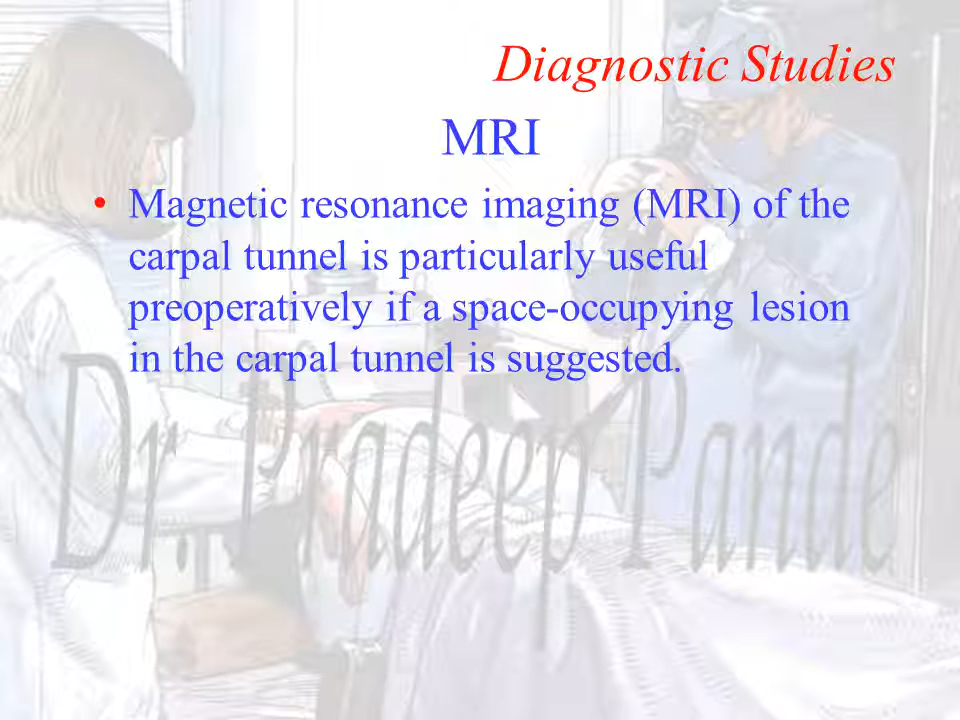 Diagnostic Studies
MRI
• Magnetic resonance imaging (MRI) of the
carpal tunnel is particularly useful
preoperatively if a space-occupying lesion
in the carpal tunnel is suggested.
Dr. Pradeep Pande